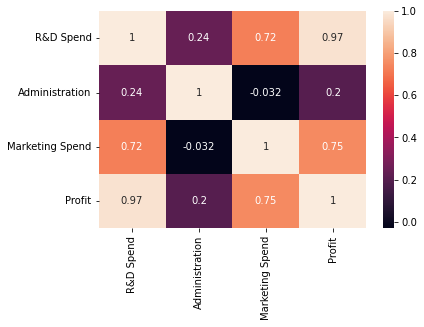 R&D Spend 1 0.24 0.72 0.97
Administration 0.24 1 -0.032 0.2
Marketing Spend 0.72 -0.032 1 0.75
Profit 0.97 0.2 0.75 1
R&D Spend
Administration
Marketing Spend
Profit
1.0
0.8
0.6
0.4
0.2
0.0